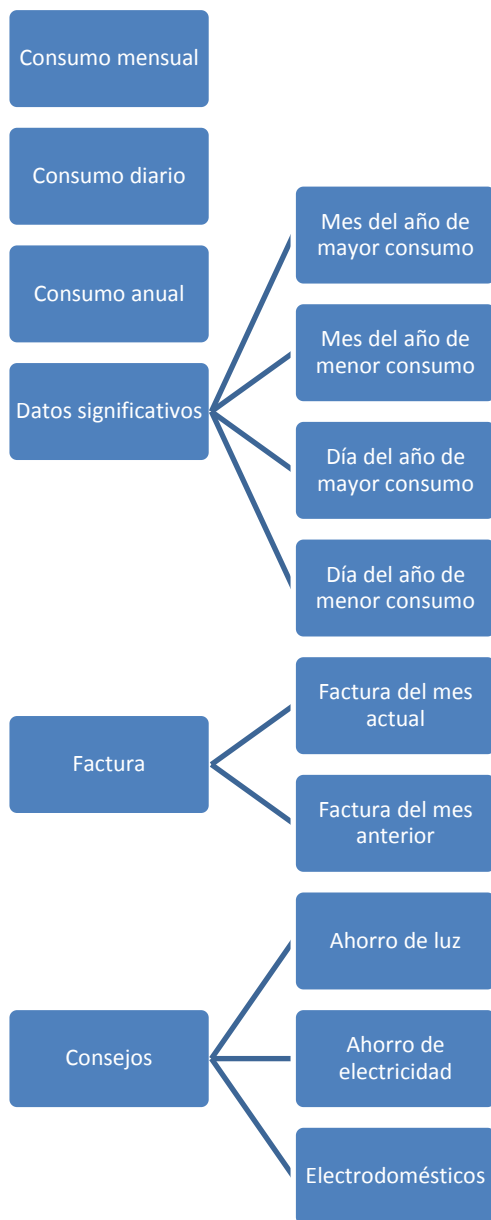 Consumo mensual
Consumo diario
Consumo anual
Datos significativos
Mes del año de
mayor consumo
Mes del año de
menor consumo
Día del año de
mayor consumo
Día del año de
menor consumo
Factura
Factura del mes
actual
Factura del mes
anterior
Consejos
Ahorro de luz
Ahorro de
electricidad
Electrodomésticos